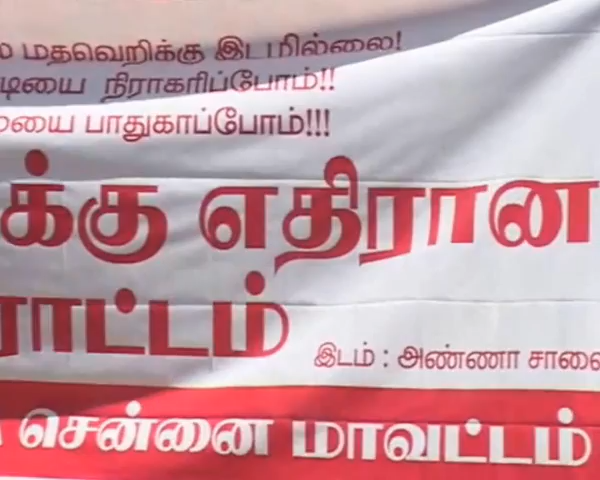 மதவெறிக்கு இடமில்லை!
நிராகரிப்போம்!!
பாதுகாப்போம்!!!
க்கு எதிரான
ராட்டம்
இடம் : அண்ணா சாலை
சென்னை மாவட்டம்